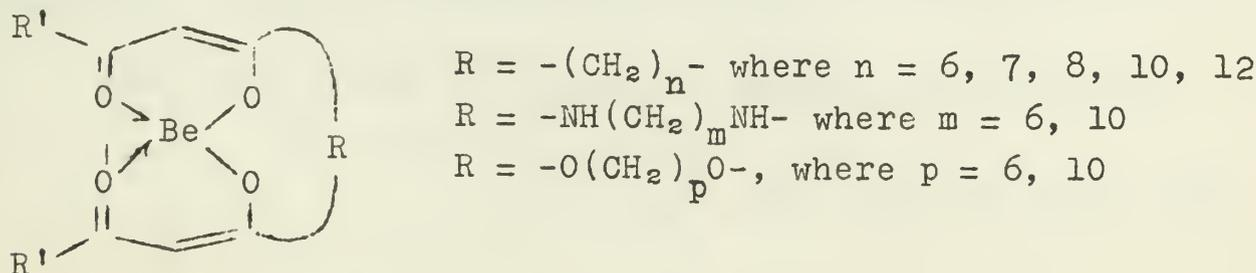 R'
R = -(CH₂)ₙ- where n = 6, 7, 8, 10, 12
O O
R = -NH(CH₂)ₘNH- where m = 6, 10
Be
R
R = -O(CH₂)ₚO-, where p = 6, 10
O O
R'